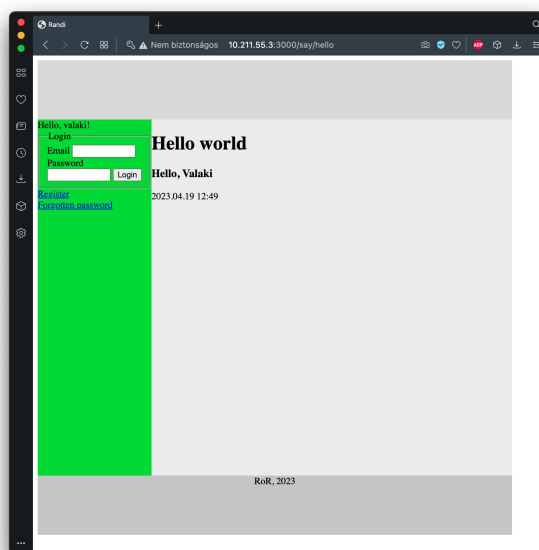 Randi
Nem biztonságos 10.211.55.3:3000/say/hello
ABP
Hello, valaki!
Login
Email
Password
Login
Register
Forgotten password
Hello world
Hello, Valaki
2023.04.19 12:49
RoR, 2023